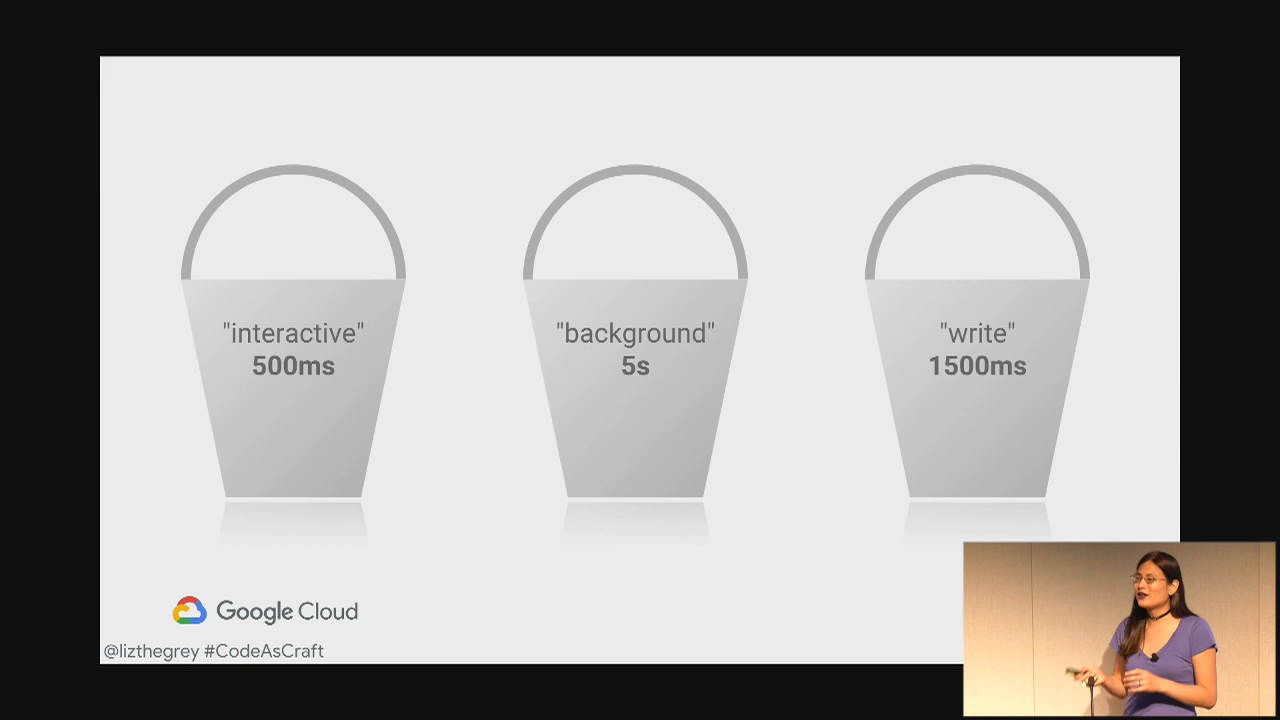 "interactive"
500ms
"background"
5s
"write"
1500ms
Google Cloud
@lizthegrey #CodeAsCraft